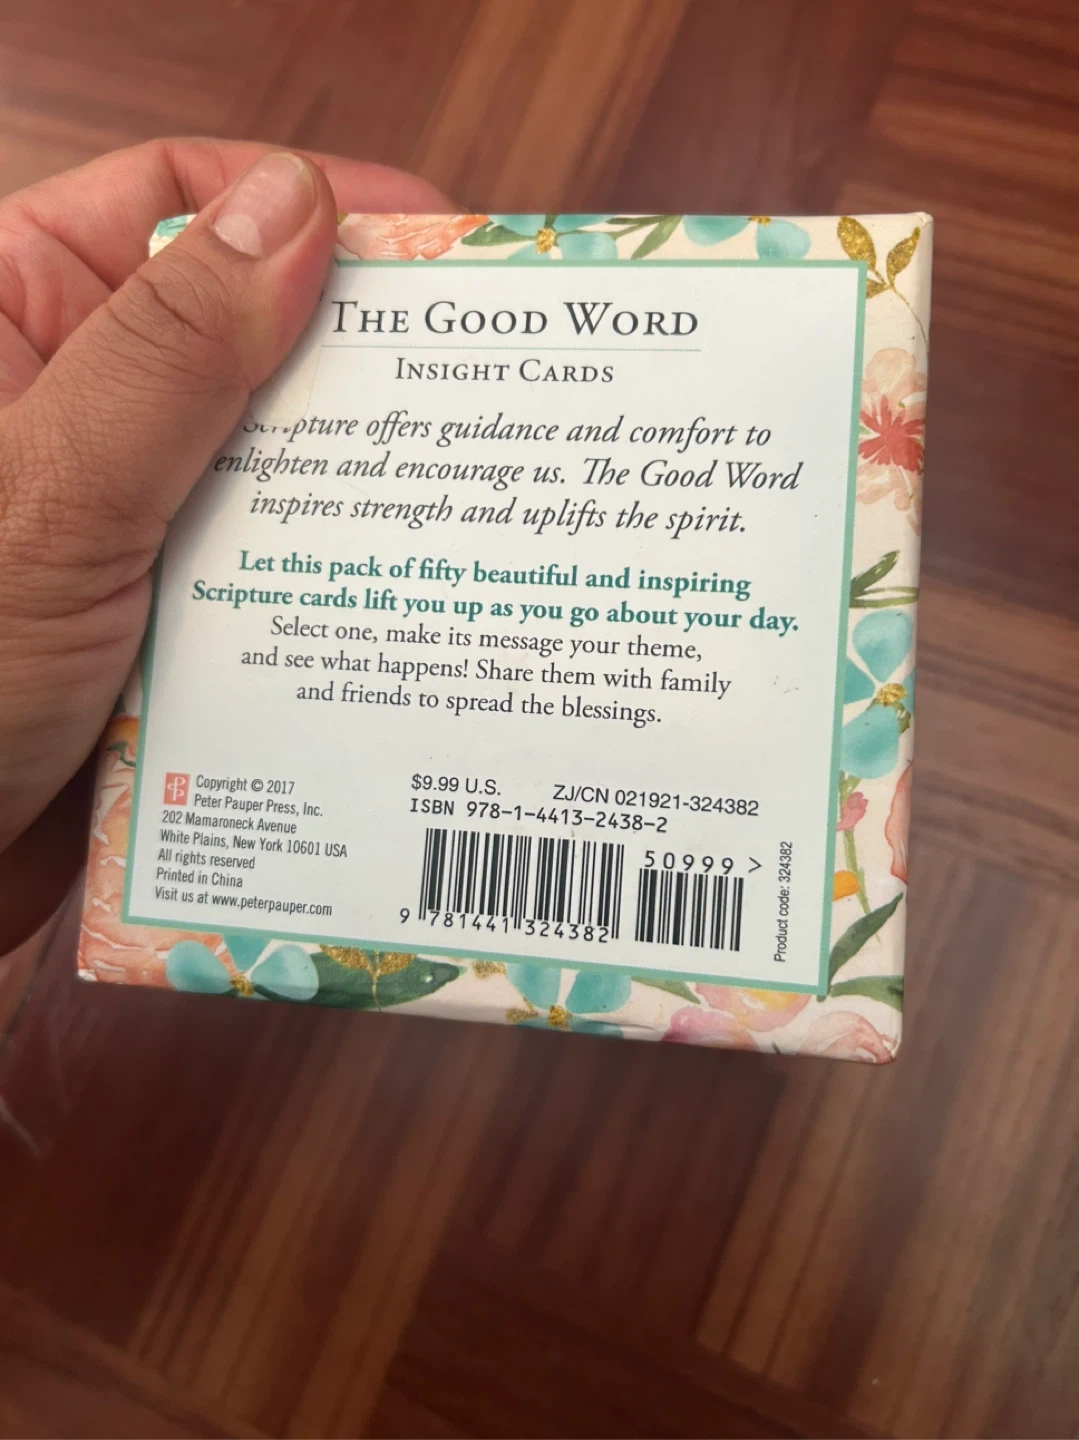 THE GOOD WORD
INSIGHT CARDS
Scripture offers guidance and comfort to
enlighten and encourage us. The Good Word
inspires strength and uplifts the spirit.
Let this pack of fifty beautiful and inspiring
Scripture cards lift you up as you go about your day.
Select one, make its message your theme,
and see what happens! Share them with family
and friends to spread the blessings.
Copyright © 2017
Peter Pauper Press, Inc.
202 Mamaroneck Avenue
White Plains, New York 10601 USA
All rights reserved
Printed in China
Visit us at www.peterpauper.com
$9.99 U.S. ZJ/CN 021921-324382
ISBN 978-1-4413-2438-2
50999 >
9 781441 324382
Product code: 324382